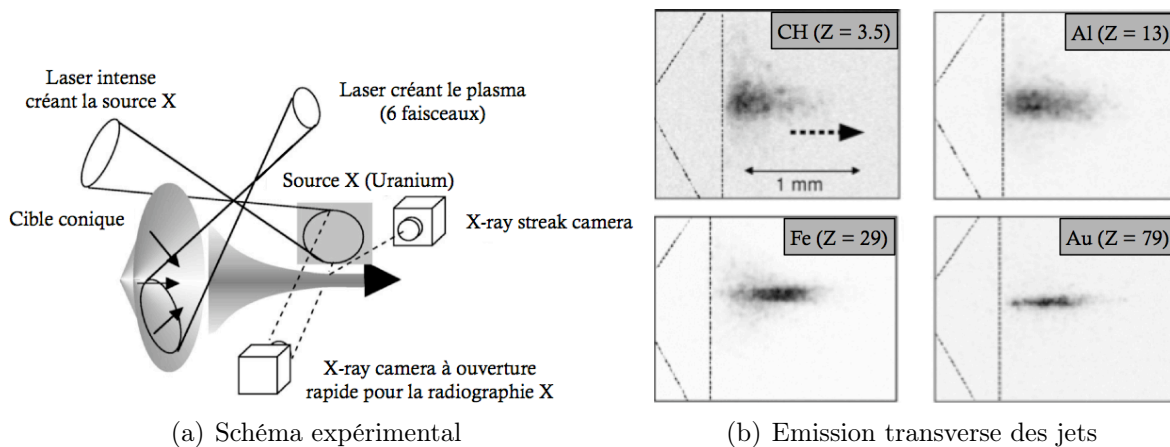 Laser intense
créant la source X
Laser créant le plasma
(6 faisceaux)
Source X (Uranium)
Cible conique
X-ray streak camera
X-ray camera à ouverture
rapide pour la radiographie X
(a) Schéma expérimental
CH (Z = 3.5)
1 mm
Al (Z = 13)
Fe (Z = 29)
Au (Z = 79)
(b) Emission transverse des jets